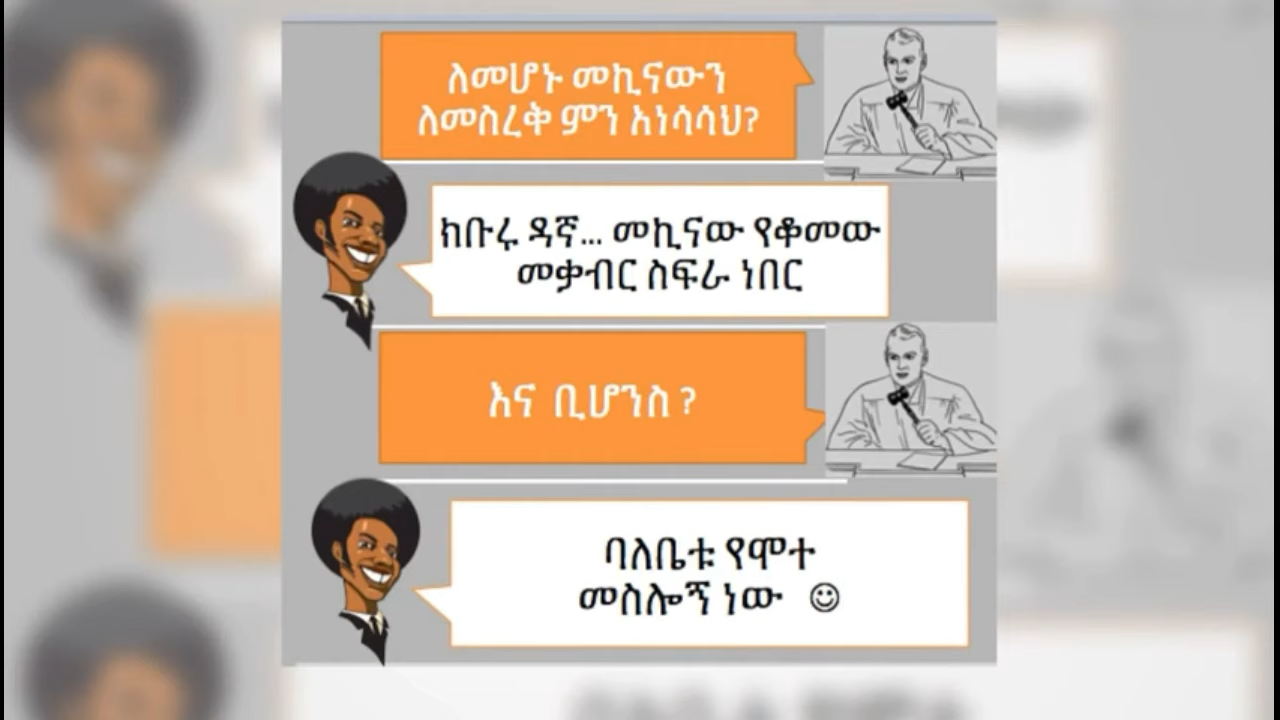 ለመሆኑ መኪናውን
ለመስረቅ ምን አነሳሳህ?
ክቡሩ ዳኛ... መኪናው የቆመው
መቃብር ስፍራ ነበር
እና ቢሆንስ ?
ባለቤቱ የሞተ
መስሎኝ ነው ☺